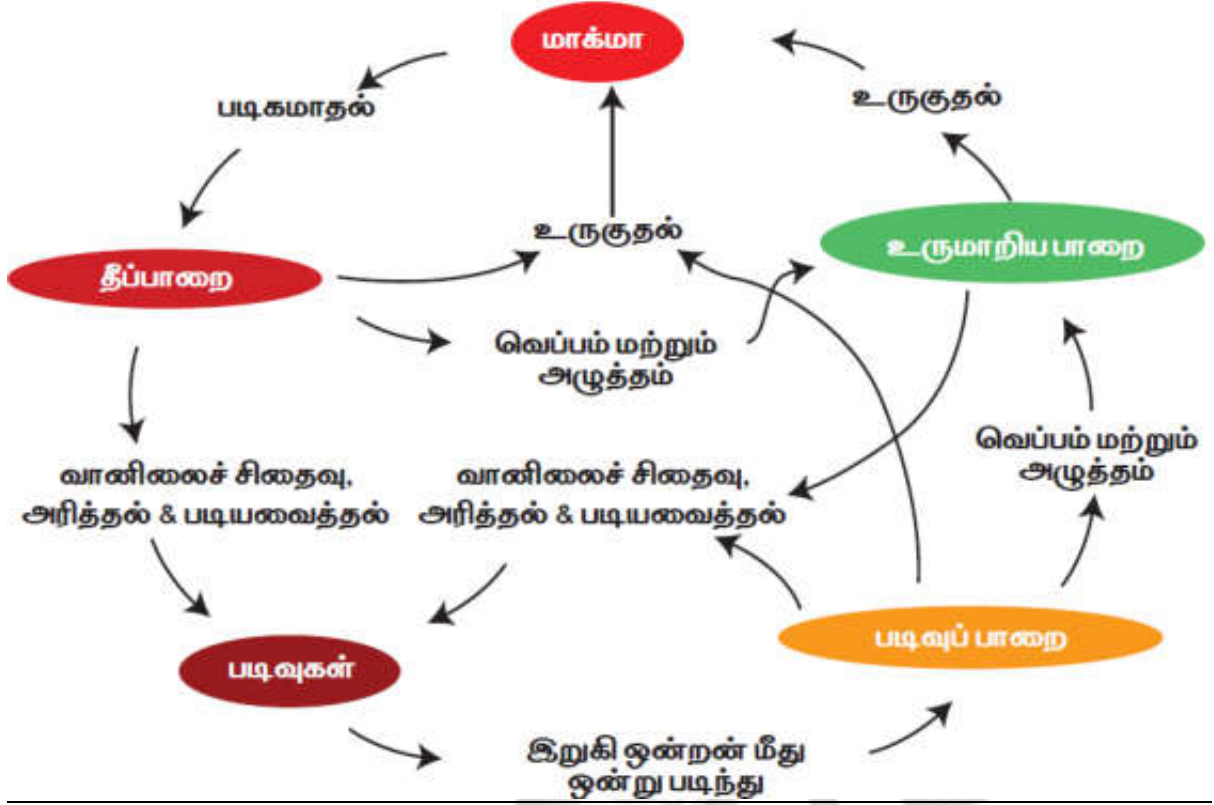 மாக்மா
படிகமாதல்
உருகுதல்
உருகுதல்
உருமாறிய பாறை
தீப்பாறை
வெப்பம் மற்றும்
அழுத்தம்
வெப்பம் மற்றும்
அழுத்தம்
வானிலைச் சிதைவு,
அரித்தல் & படியவைத்தல்
வானிலைச் சிதைவு,
அரித்தல் & படியவைத்தல்
படிவுப் பாறை
படிவுகள்
இறுகி ஒன்றன் மீது
ஒன்று படிந்து